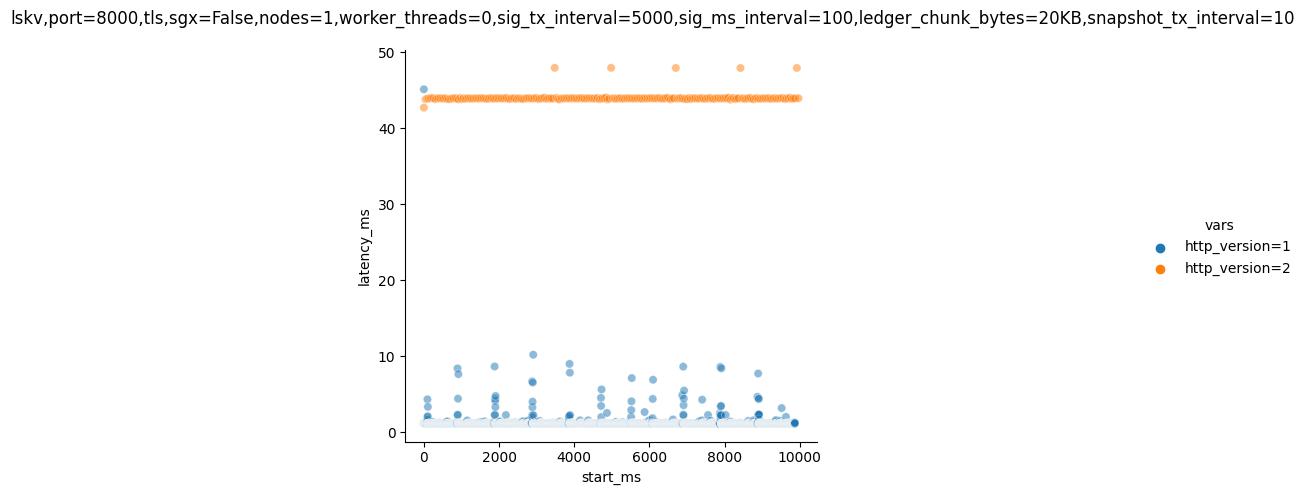 lskv,port=8000,tls,sgx=False,nodes=1,worker_threads=0,sig_tx_interval=5000,sig_ms_interval=100,ledger_chunk_bytes=20KB,snapshot_tx_interval=10
50
40
30
20
10
0
latency_ms
0
2000
4000
6000
8000
10000
start_ms
vars
http_version=1
http_version=2